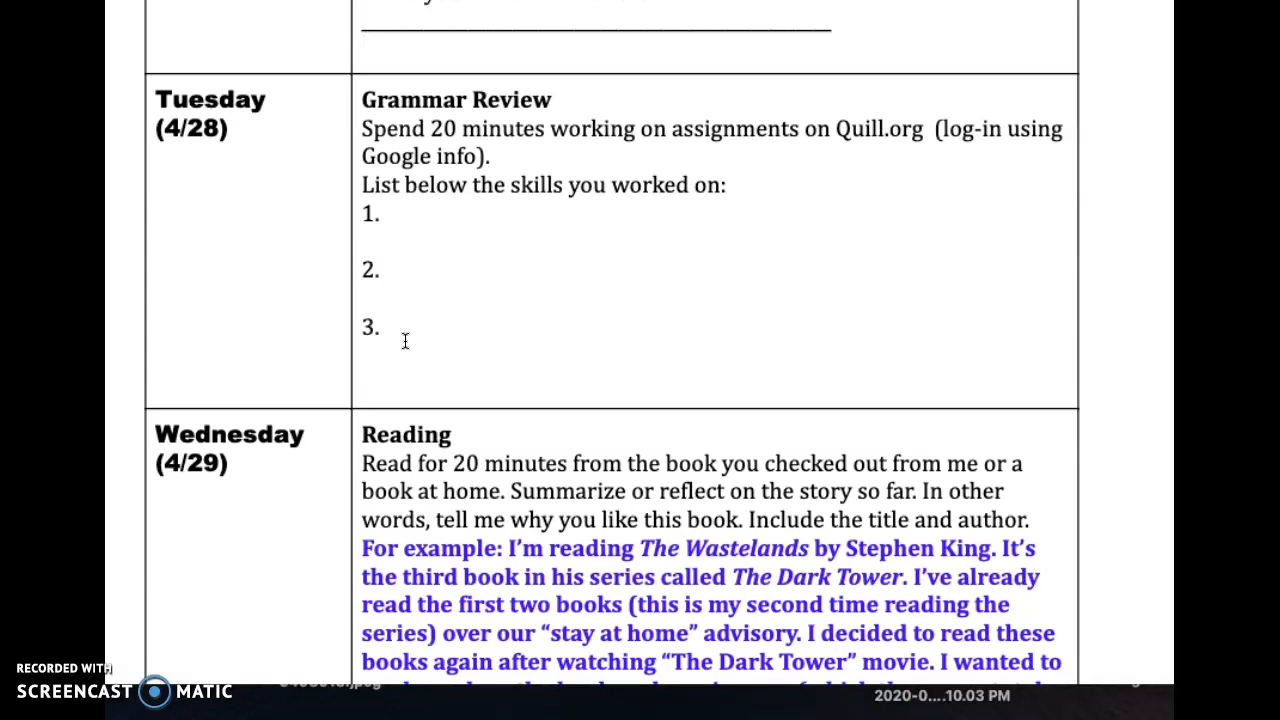 Tuesday
(4/28)
Grammar Review
Spend 20 minutes working on assignments on Quill.org (log-in using
Google info).
List below the skills you worked on:
1.
2.
3.
Wednesday
(4/29)
Reading
Read for 20 minutes from the book you checked out from me or a
book at home. Summarize or reflect on the story so far. In other
words, tell me why you like this book. Include the title and author.
For example: I’m reading The Wastelands by Stephen King. It’s
the third book in his series called The Dark Tower. I’ve already
read the first two books (this is my second time reading the
series) over our “stay at home” advisory. I decided to read these
books again after watching “The Dark Tower” movie. I wanted to
RECORDED WITH
SCREENCAST MATIC
2020-0....10.03 PM